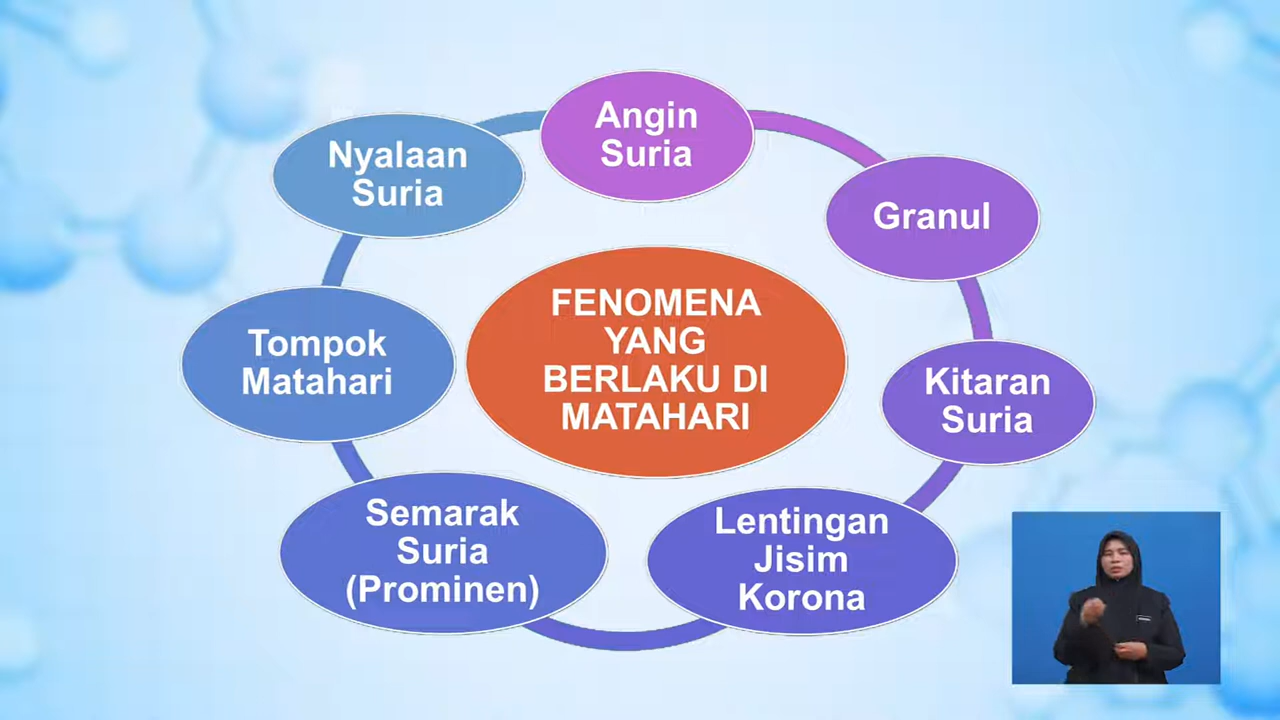 Angin
Suria
Nyalaan
Suria
Granul
FENOMENA
YANG
BERLAKU DI
MATAHARI
Tompok
Matahari
Kitaran
Suria
Semarak
Suria
(Prominen)
Lentingan
Jisim
Korona